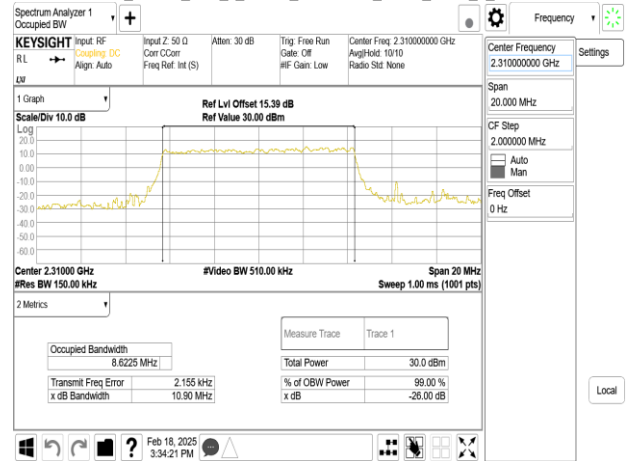 Spectrum Analyzer 1
Occupied BW
Frequency
KEYSIGHT
RL
Input: RF
Coupling: DC
Align: Auto
Input Z: 50 Ω
Corr CCorr
Freq Ref: Int (S)
Atten: 30 dB
Trig: Free Run
Gate: Off
#IF Gain: Low
Center Freq: 2.310000000 GHz
Avg|Hold: 10/10
Radio Std: None
Center Frequency
2.310000000 GHz
Settings
Span
20.000 MHz
CF Step
2.000000 MHz
Auto
Man
Freq Offset
0 Hz
Local
1 Graph
Scale/Div 10.0 dB
Ref Lvl Offset 15.39 dB
Ref Value 30.00 dBm
Log
20.0
10.0
0.00
-10.0
-20.0
-30.0
-40.0
-50.0
-60.0
Center 2.31000 GHz
#Res BW 150.00 kHz
#Video BW 510.00 kHz
Span 20 MHz
Sweep 1.00 ms (1001 pts)
2 Metrics
Measure Trace Trace 1
Occupied Bandwidth
8.6225 MHz
Total Power 30.0 dBm
Transmit Freq Error 2.155 kHz
% of OBW Power 99.00 %
x dB Bandwidth 10.90 MHz
x dB -26.00 dB
Feb 18, 2025
3:34:21 PM